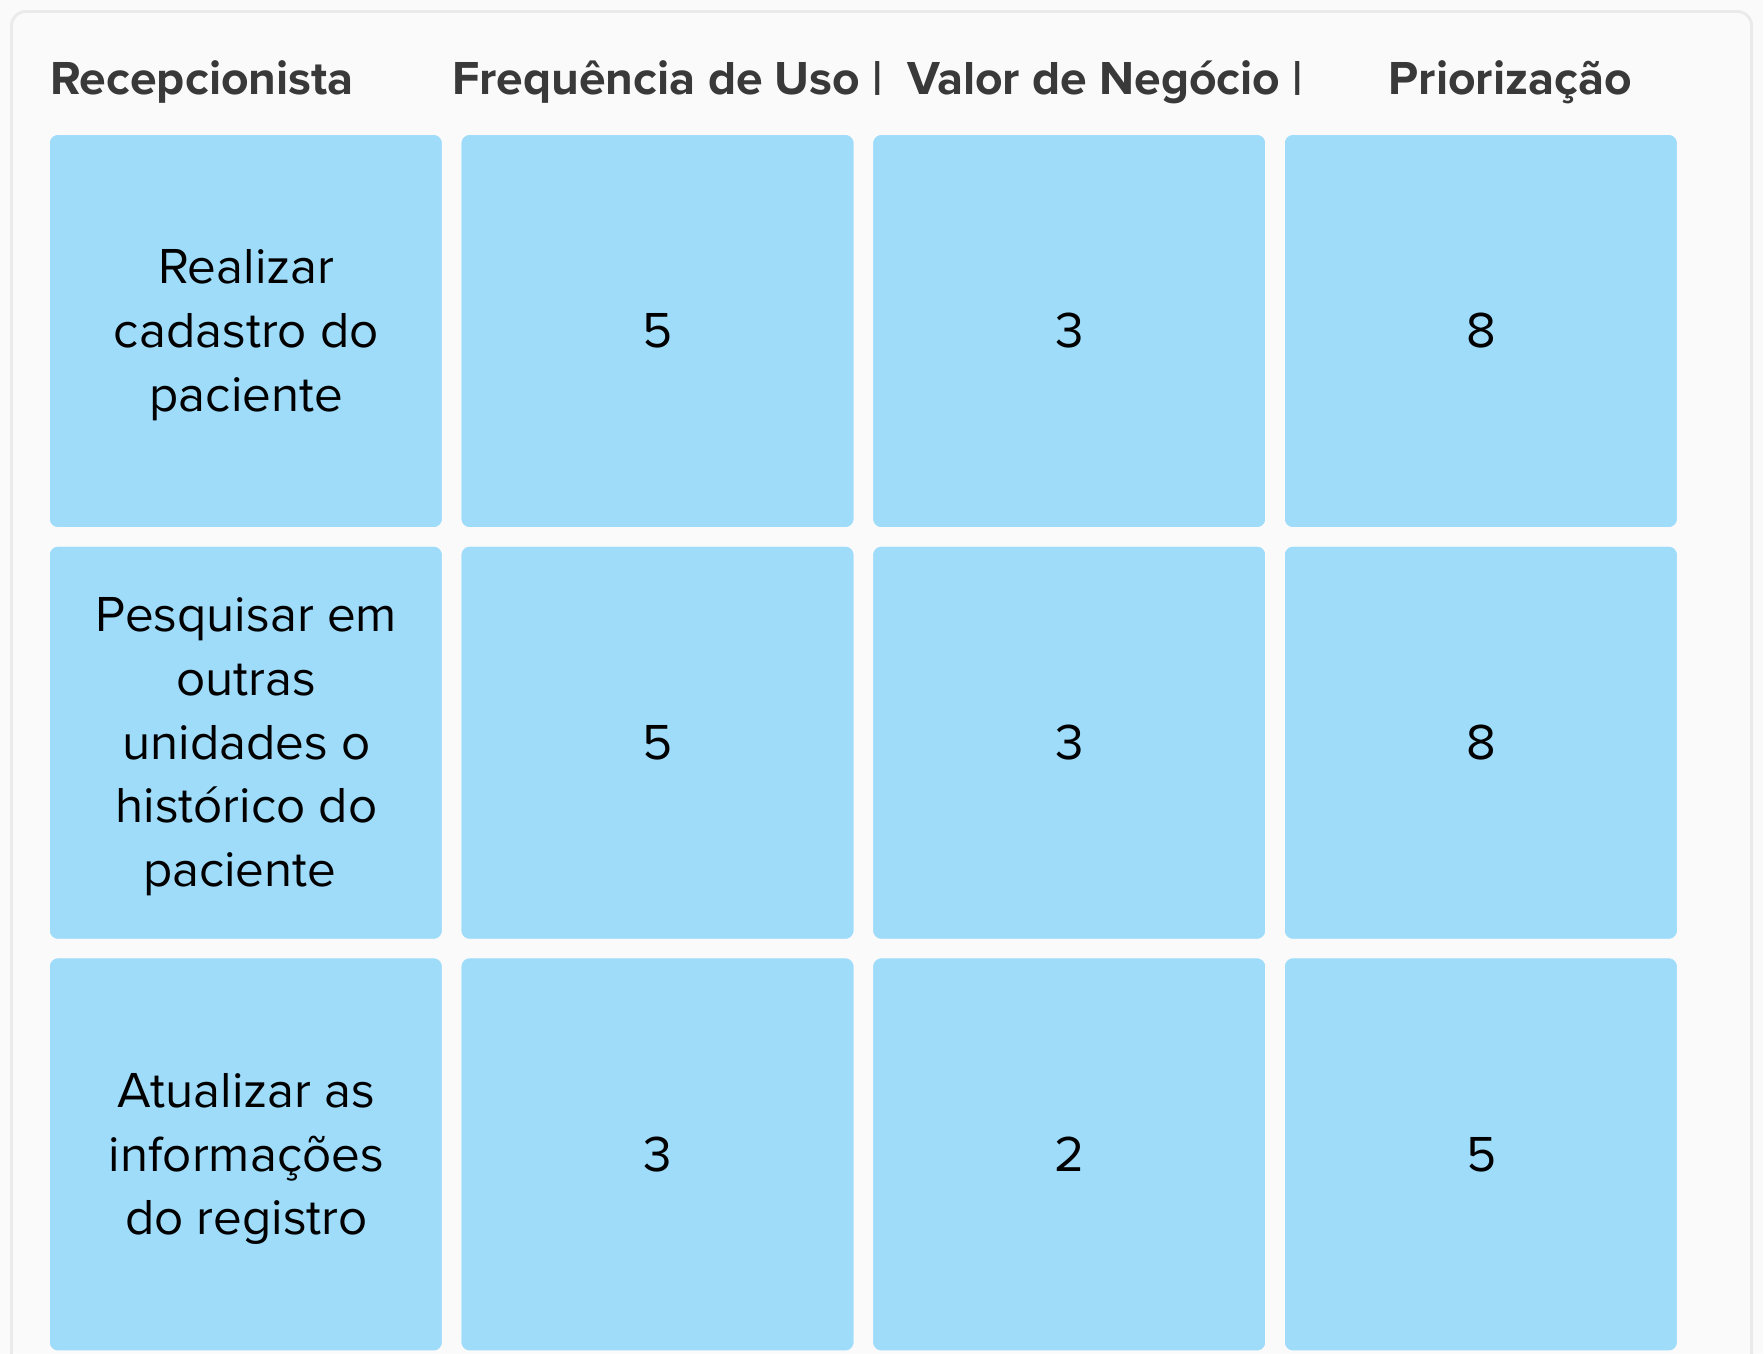 Recepcionista Frequência de Uso | Valor de Negócio | Priorização
Realizar
cadastro do
paciente
5
3
8
Pesquisar em
outras
unidades o
histórico do
paciente
5
3
8
Atualizar as
informações
do registro
3
2
5